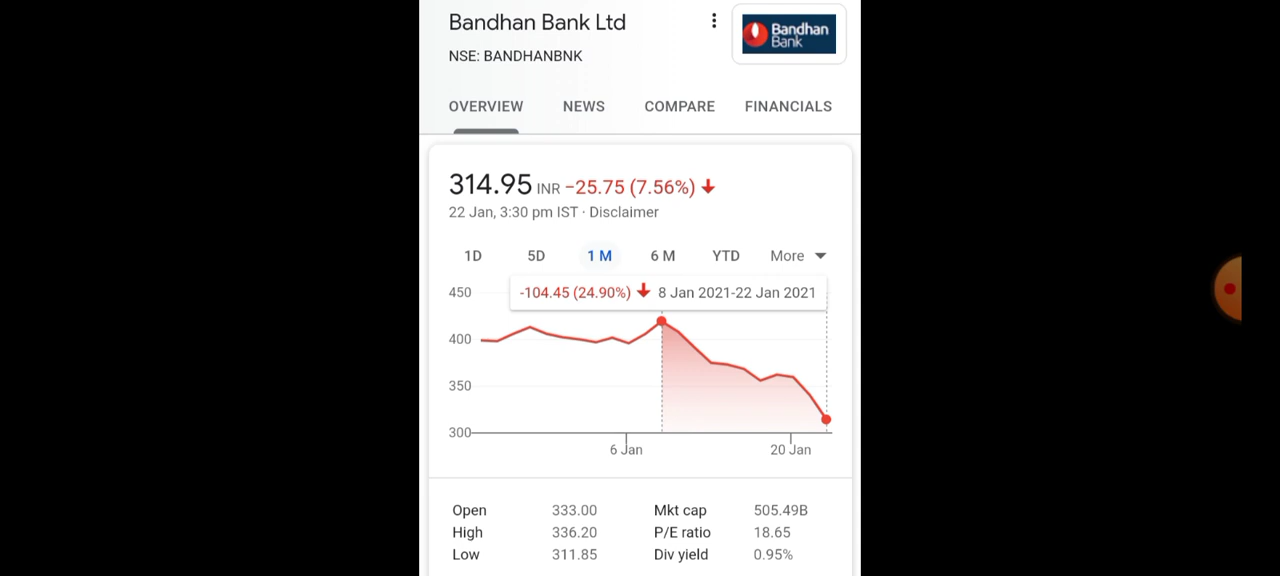 Bandhan Bank Ltd
NSE: BANDHANBNK
Bandhan
Bank
OVERVIEW NEWS COMPARE FINANCIALS
314.95 INR −25.75 (7.56%)
22 Jan, 3:30 pm IST · Disclaimer
1D 5D 1 M 6 M YTD More
-104.45 (24.90%) 8 Jan 2021-22 Jan 2021
450
400
350
300
6 Jan 20 Jan
Open 333.00 Mkt cap 505.49B
High 336.20 P/E ratio 18.65
Low 311.85 Div yield 0.95%